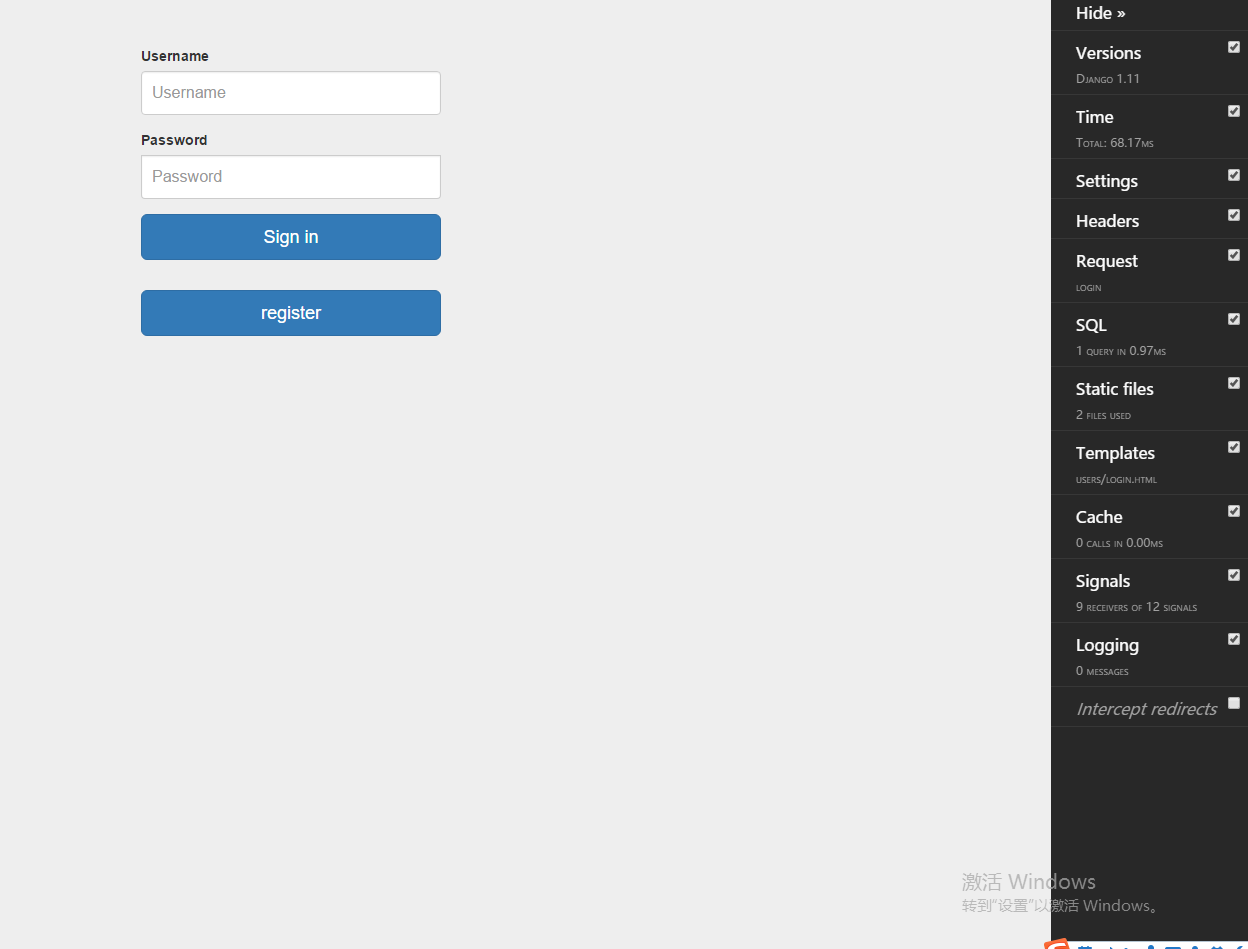 Username
Username
Password
Password
Sign in
register
Hide »
Versions
Django 1.11
Time
Total: 68.17ms
Settings
Headers
Request
login
SQL
1 query in 0.97ms
Static files
2 files used
Templates
users/login.html
Cache
0 calls in 0.00ms
Signals
9 receivers of 12 signals
Logging
0 messages
Intercept redirects
激活 Windows
转到“设置”以激活 Windows。